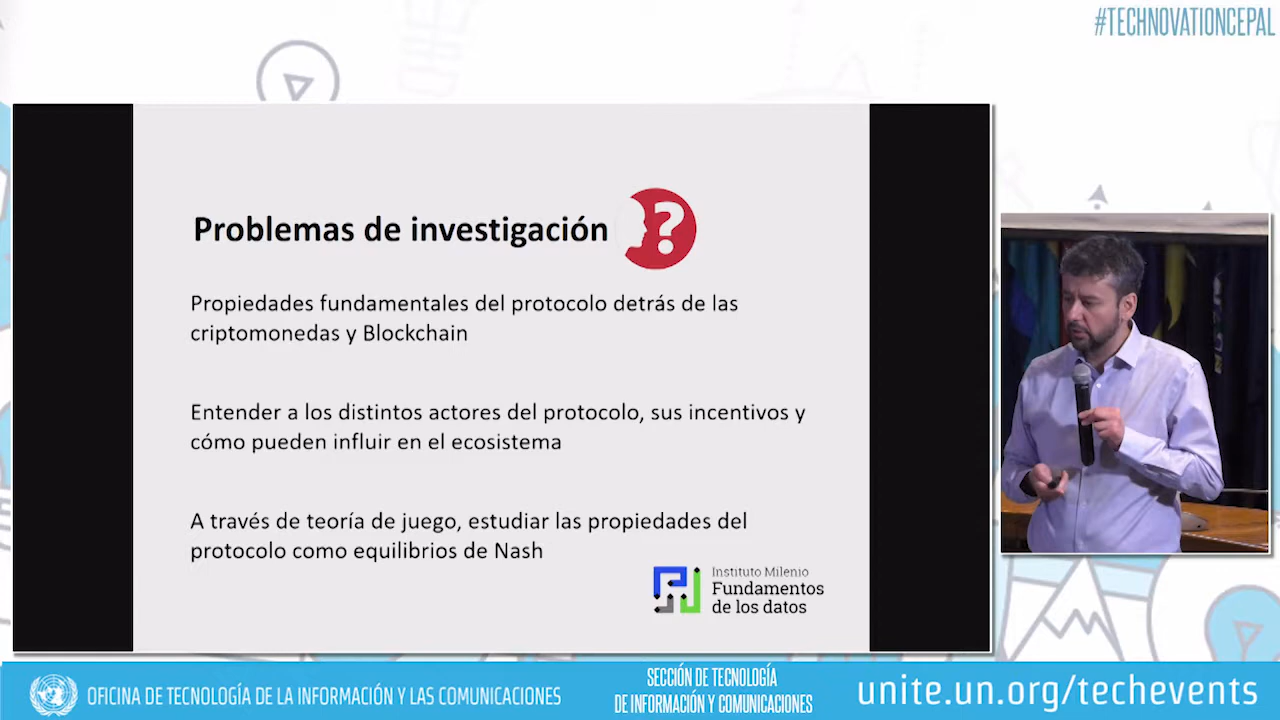 #TECHNOVATIONCEPAL
Problemas de investigación
?
Propiedades fundamentales del protocolo detrás de las
criptomonedas y Blockchain
Entender a los distintos actores del protocolo, sus incentivos y
cómo pueden influir en el ecosistema
A través de teoría de juego, estudiar las propiedades del
protocolo como equilibrios de Nash
Instituto Milenio
Fundamentos
de los datos
OFICINA DE TECNOLOGÍA DE LA INFORMACIÓN Y LAS COMUNICACIONES
SECCIÓN DE TECNOLOGÍA
DE INFORMACIÓN Y COMUNICACIONES
unite.un.org/techevents